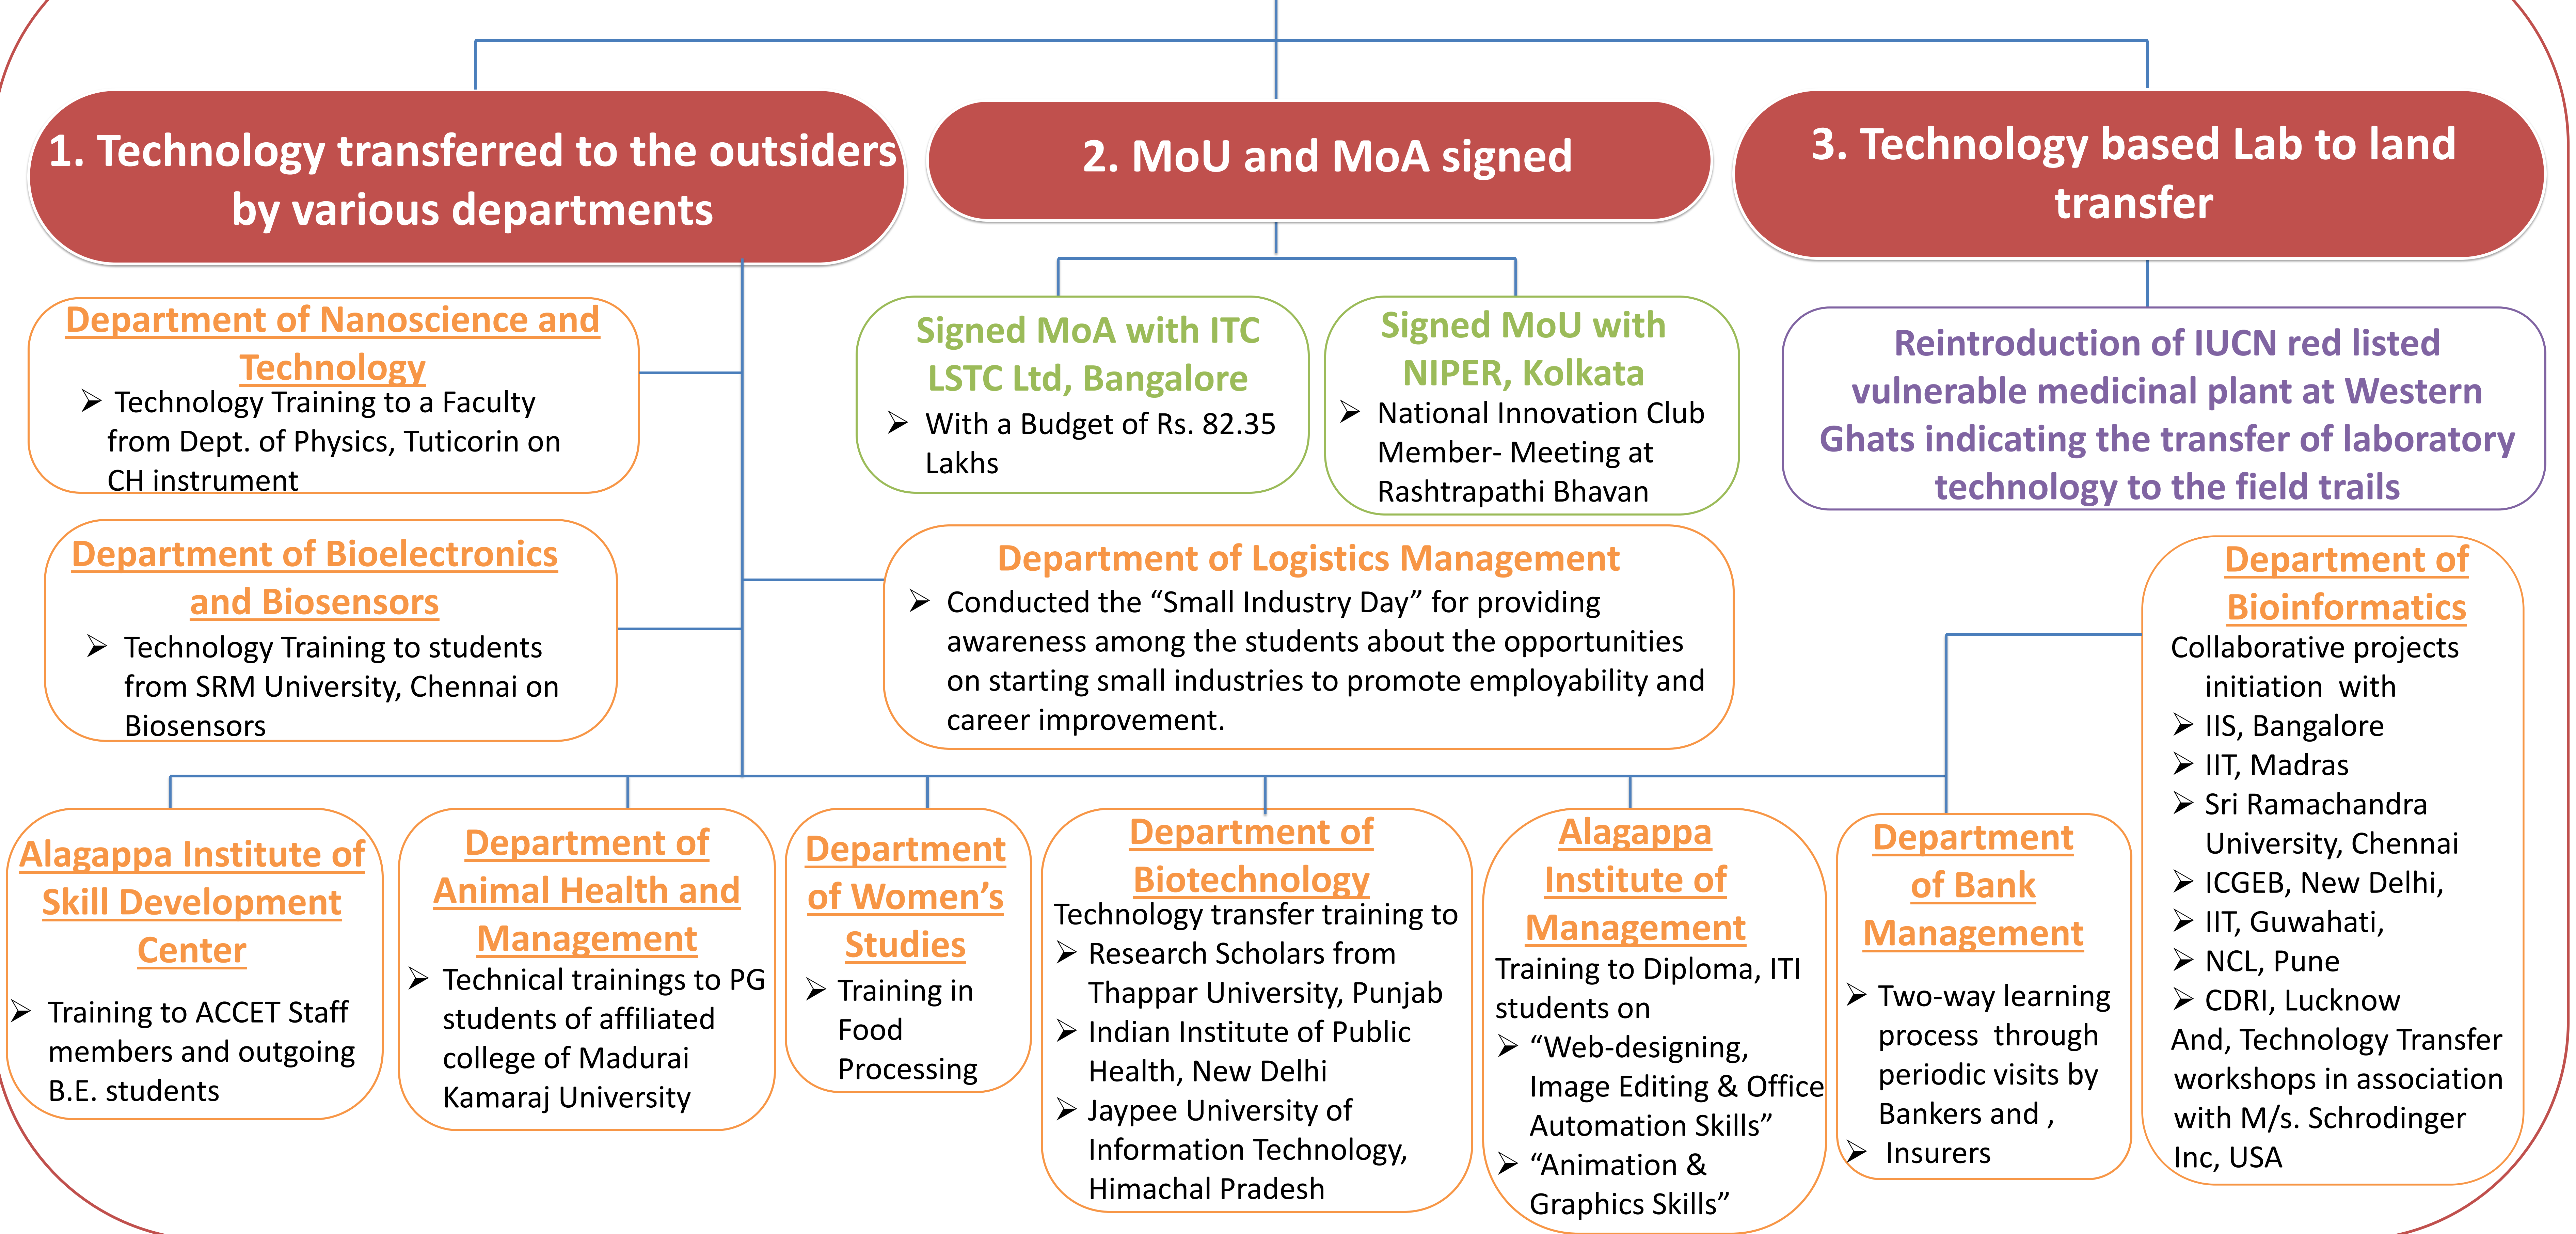 1. Technology transferred to the outsiders
by various departments
2. MoU and MoA signed
3. Technology based Lab to land
transfer
Department of Nanoscience and
Technology
➢ Technology Training to a Faculty
from Dept. of Physics, Tuticorin on
CH instrument
Signed MoA with ITC
LSTC Ltd, Bangalore
➢ With a Budget of Rs. 82.35
Lakhs
Signed MoU with
NIPER, Kolkata
➢ National Innovation Club
Member- Meeting at
Rashtrapathi Bhavan
Reintroduction of IUCN red listed
vulnerable medicinal plant at Western
Ghats indicating the transfer of laboratory
technology to the field trails
Department of Bioelectronics
and Biosensors
➢ Technology Training to students
from SRM University, Chennai on
Biosensors
Department of Logistics Management
➢ Conducted the “Small Industry Day” for providing
awareness among the students about the opportunities
on starting small industries to promote employability and
career improvement.
Department of
Bioinformatics
Collaborative projects
initiation with
➢ IIS, Bangalore
➢ IIT, Madras
➢ Sri Ramachandra
University, Chennai
➢ ICGEB, New Delhi,
➢ IIT, Guwahati,
➢ NCL, Pune
➢ CDRI, Lucknow
And, Technology Transfer
workshops in association
with M/s. Schrodinger
Inc, USA
Alagappa Institute of
Skill Development
Center
➢ Training to ACCET Staff
members and outgoing
B.E. students
Department of
Animal Health and
Management
➢ Technical trainings to PG
students of affiliated
college of Madurai
Kamaraj University
Department
of Women’s
Studies
➢ Training in
Food
Processing
Department of
Biotechnology
Technology transfer training to
➢ Research Scholars from
Thappar University, Punjab
➢ Indian Institute of Public
Health, New Delhi
➢ Jaypee University of
Information Technology,
Himachal Pradesh
Alagappa
Institute of
Management
Training to Diploma, ITI
students on
➢ “Web-designing,
Image Editing & Office
Automation Skills”
➢ “Animation &
Graphics Skills”
Department
of Bank
Management
➢ Two-way learning
process through
periodic visits by
Bankers and ,
➢ Insurers